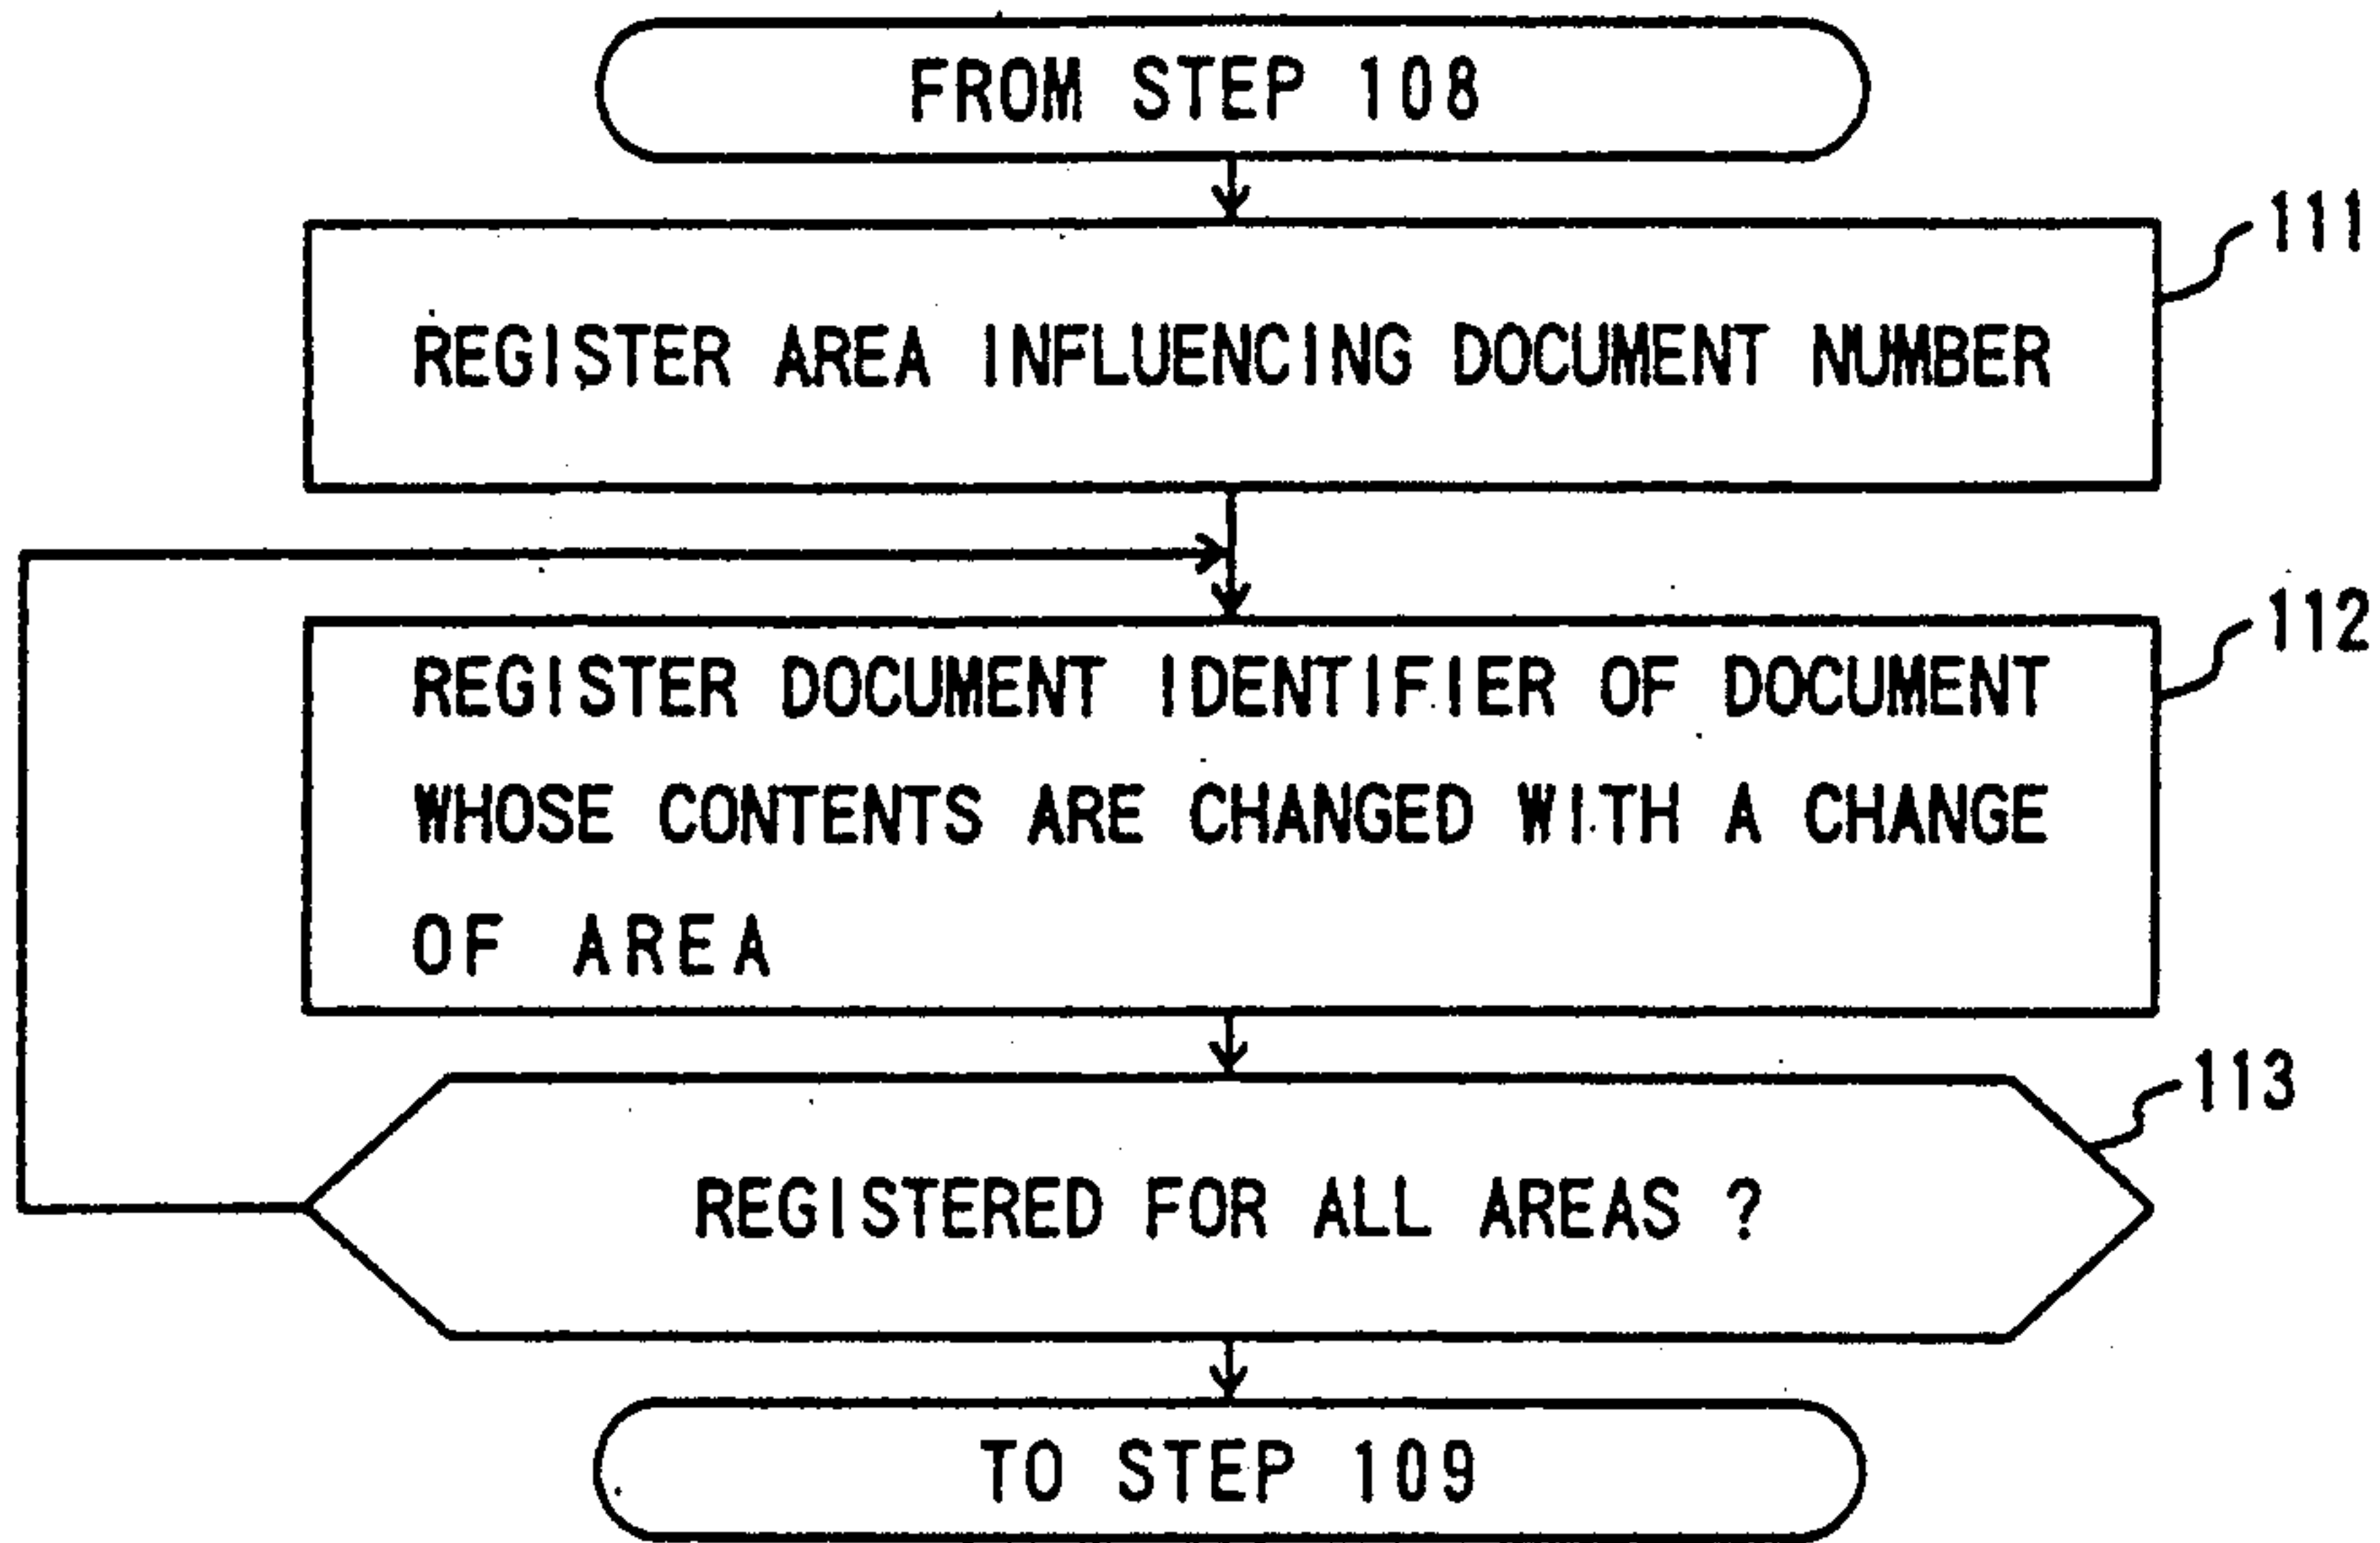 FROM STEP 108
111
REGISTER AREA INFLUENCING DOCUMENT NUMBER
112
REGISTER DOCUMENT IDENTIFIER OF DOCUMENT
WHOSE CONTENTS ARE CHANGED WITH A CHANGE
OF AREA
113
REGISTERED FOR ALL AREAS ?
TO STEP 109